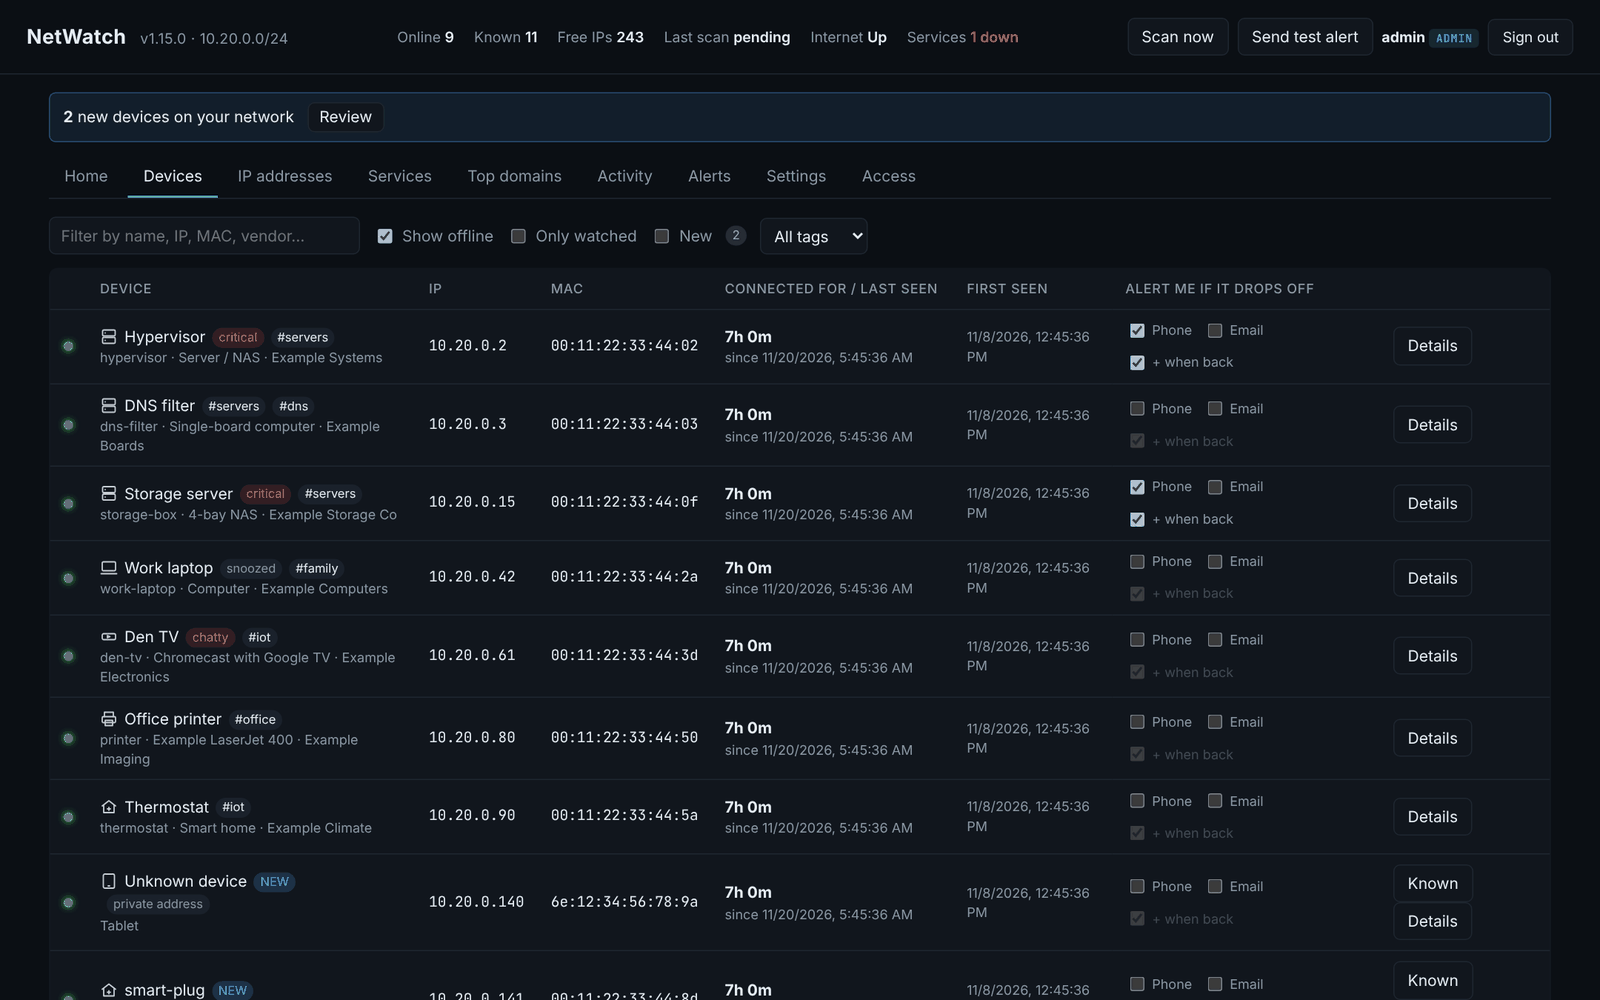 NetWatch v1.15.0 · 10.20.0.0/24 Online 9 Known 11 Free IPs 243 Last scan pending Internet Up Services 1 down Scan now Send test alert admin ADMIN Sign out
2 new devices on your network Review
Home Devices IP addresses Services Top domains Activity Alerts Settings Access
Filter by name, IP, MAC, vendor... Show offline Only watched New 2 All tags
DEVICE IP MAC CONNECTED FOR / LAST SEEN FIRST SEEN ALERT ME IF IT DROPS OFF
Hypervisor critical #servers
hypervisor · Server / NAS · Example Systems
10.20.0.2
00:11:22:33:44:02
7h 0m
since 11/20/2026, 5:45:36 AM
11/8/2026, 12:45:36
PM
Phone Email
+ when back
Details
DNS filter #servers #dns
dns-filter · Single-board computer · Example
Boards
10.20.0.3
00:11:22:33:44:03
7h 0m
since 11/20/2026, 5:45:36 AM
11/8/2026, 12:45:36
PM
Phone Email
+ when back
Details
Storage server critical #servers
storage-box · 4-bay NAS · Example Storage Co
10.20.0.15
00:11:22:33:44:0f
7h 0m
since 11/20/2026, 5:45:36 AM
11/8/2026, 12:45:36
PM
Phone Email
+ when back
Details
Work laptop snoozed #family
work-laptop · Computer · Example Computers
10.20.0.42
00:11:22:33:44:2a
7h 0m
since 11/20/2026, 5:45:36 AM
11/8/2026, 12:45:36
PM
Phone Email
+ when back
Details
Den TV chatty #iot
den-tv · Chromecast with Google TV · Example
Electronics
10.20.0.61
00:11:22:33:44:3d
7h 0m
since 11/20/2026, 5:45:36 AM
11/8/2026, 12:45:36
PM
Phone Email
+ when back
Details
Office printer #office
printer · Example LaserJet 400 · Example
Imaging
10.20.0.80
00:11:22:33:44:50
7h 0m
since 11/20/2026, 5:45:36 AM
11/8/2026, 12:45:36
PM
Phone Email
+ when back
Details
Thermostat #iot
thermostat · Smart home · Example Climate
10.20.0.90
00:11:22:33:44:5a
7h 0m
since 11/20/2026, 5:45:36 AM
11/8/2026, 12:45:36
PM
Phone Email
+ when back
Details
Unknown device NEW
private address
Tablet
10.20.0.140
6e:12:34:56:78:9a
7h 0m
since 11/20/2026, 5:45:36 AM
11/8/2026, 12:45:36
PM
Phone Email
+ when back
Known
Details
smart-plug NEW
10.20.0.141
00:11:22:33:44:8d
7h 0m
11/8/2026, 12:45:36
Phone Email
Known